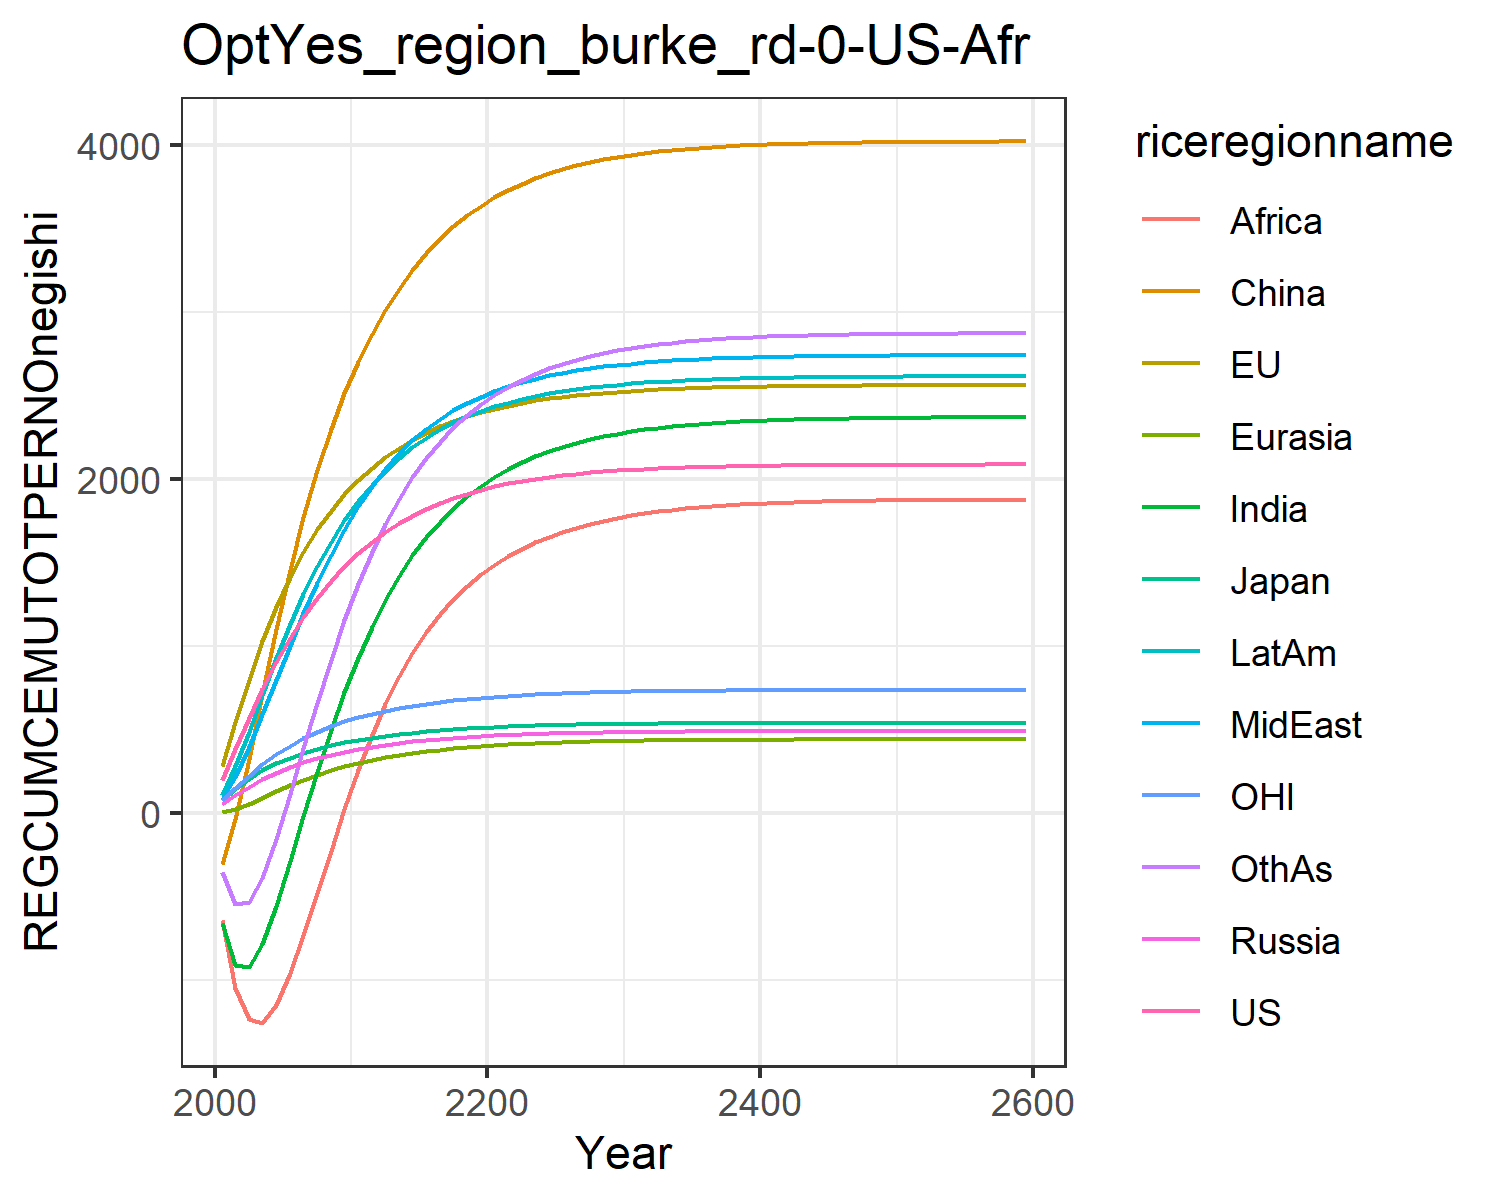 OptYes_region_burke_rd-0-US-Afr
REGCUMCEMUTOTPERNOnegishi
4000
2000
0
2000
2200
2400
2600
Year
riceregionname
Africa
China
EU
Eurasia
India
Japan
LatAm
MidEast
OHI
OthAs
Russia
US